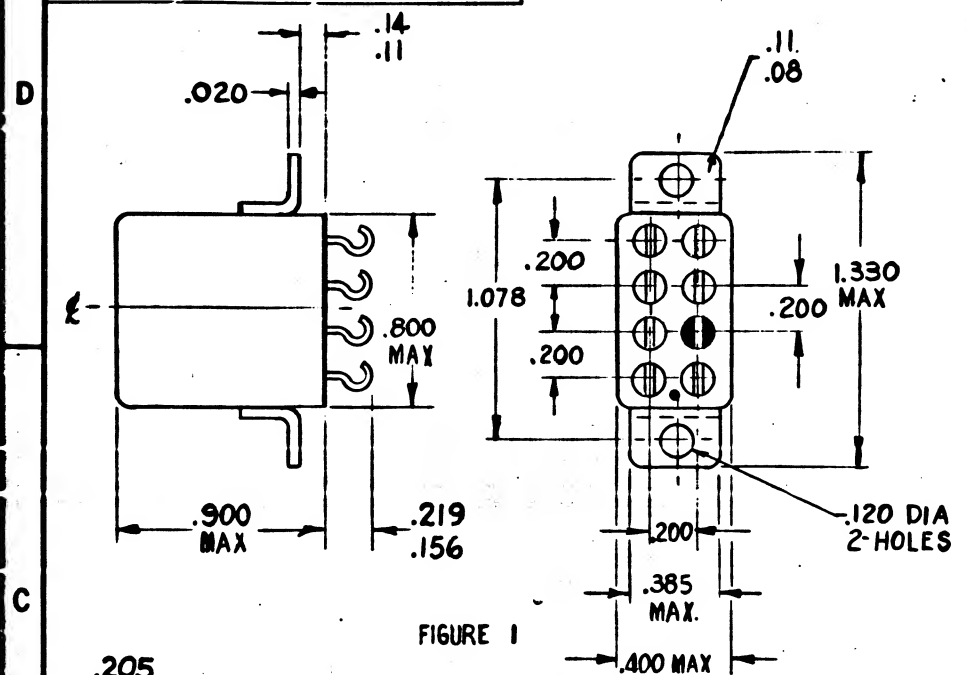 .14
.11
.11.
.08
D
.020
.200
1.078
1.330
MAX
.200
.800
MAX
.200
.900
MAX
.219
.156
.120 DIA
2-HOLES
.200
.385
MAX.
C
FIGURE 1
.400 MAX
.205